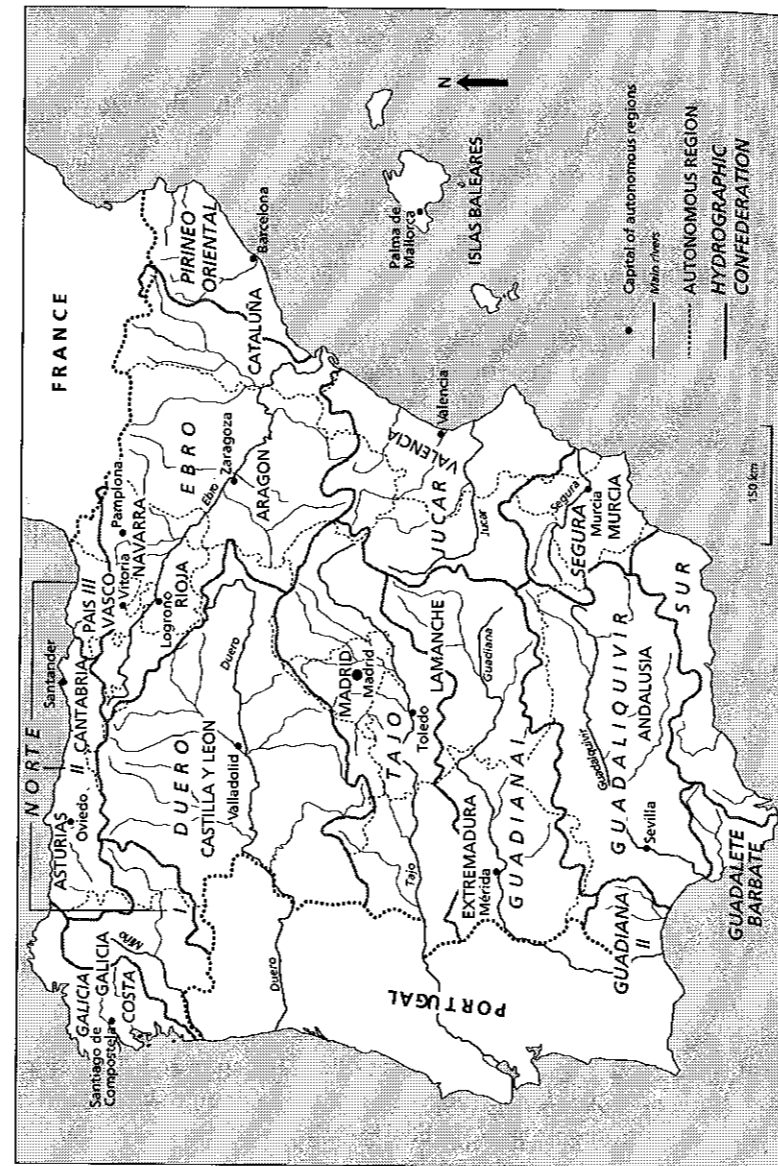 FRANCE
NORTE
Santander
ASTURIAS
Oviedo
II
CANTABRIA
PAIS
III
VASCO
Vitoria
Pamplona
NAVARRA
GALICIA
GALICIA
COSTA
Santiago de
Compostela
Miño
I
Logrono
RIOJA
EBRO
Ebro
Zaragoza
ARAGON
PIRINEO
ORIENTAL
CATALUÑA
Barcelona
DUERO
CASTILLA Y LEON
Valladolid
Duero
Duero
PORTUGAL
MADRID
Madrid
TAJO
Toledo
Tajo
LAMANCHE
Guadiana
EXTREMADURA
Mérida
GUADIANAI
JUCAR
VALENCIA
Valencia
Jucar
Palma de
Mallorca
ISLAS BALEARES
Segura
SEGURA
Murcia
MURCIA
GUADALIQUIVIR
ANDALUSIA
Guadalquivir
Sevilla
SUR
GUADIANA
II
GUADALETE
BARBATE
N
Capital of autonomous regions
Main rivers
AUTONOMOUS REGION
HYDROGRAPHIC
CONFEDERATION
150 km